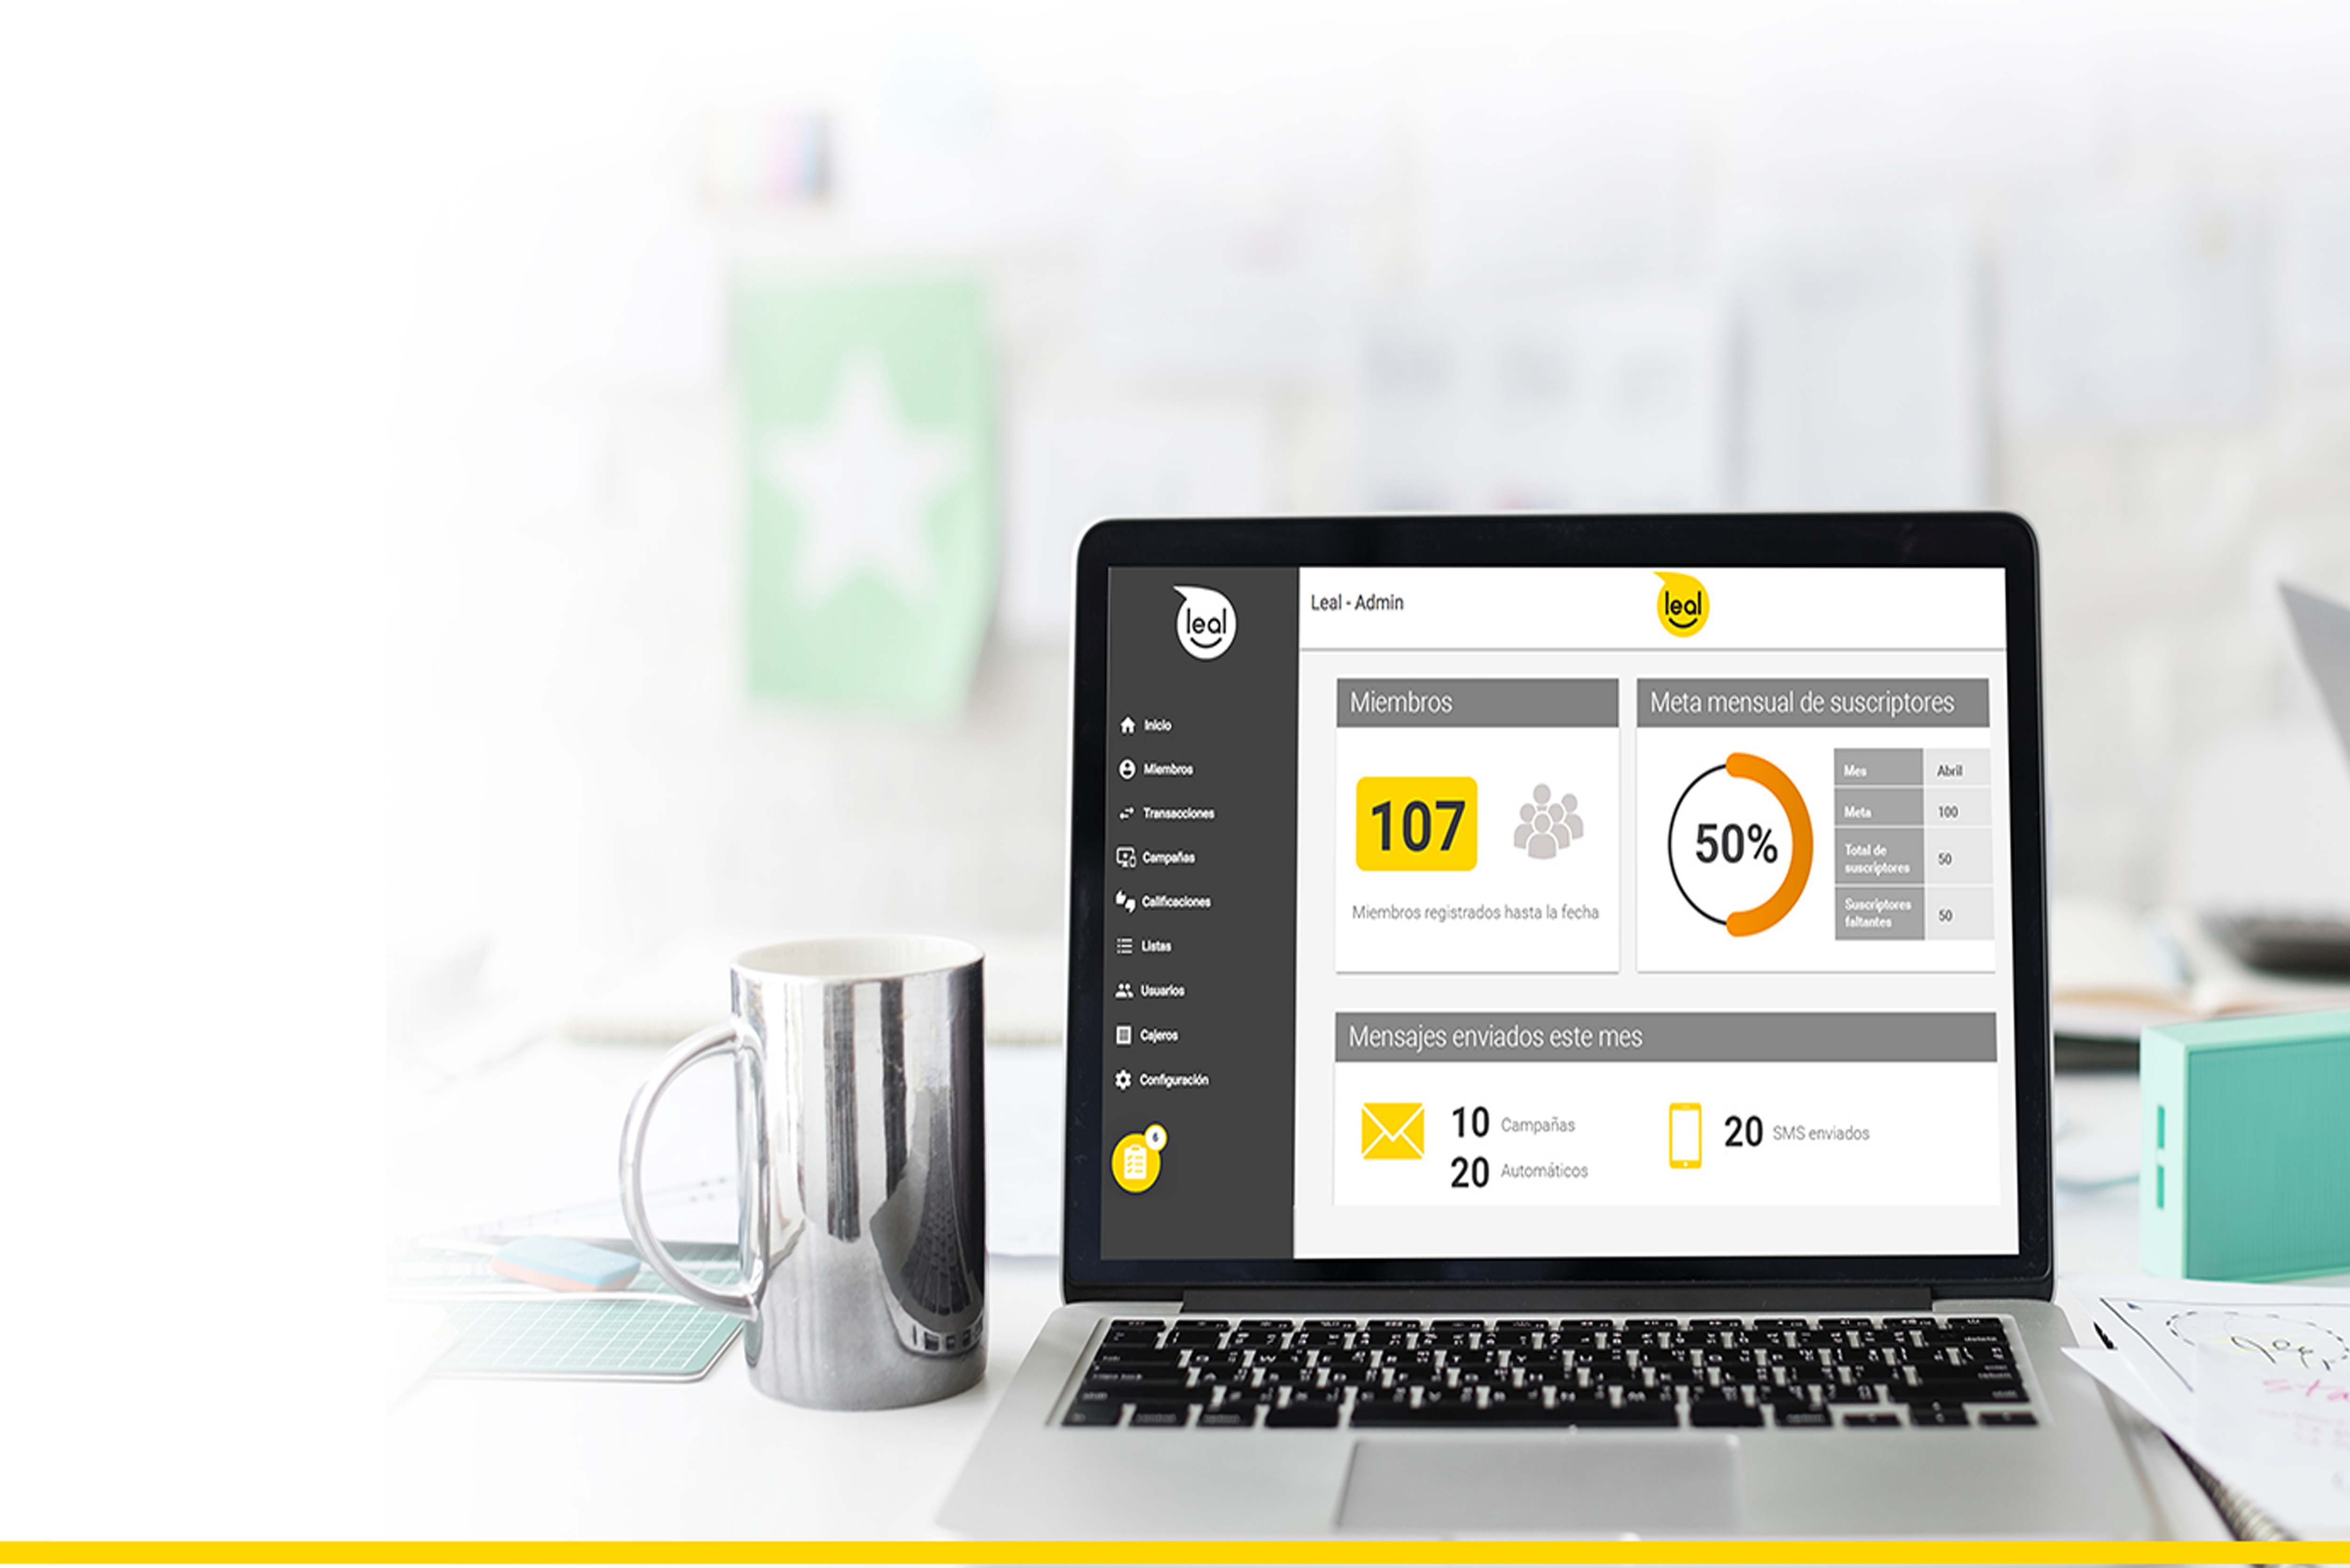 leal
Inicio
Miembros
Transacciones
Campañas
Calificaciones
Listas
Usuarios
Cajeros
Configuración
6
Leal - Admin
leal
Miembros
107
Miembros registrados hasta la fecha
Meta mensual de suscriptores
50%
Mes Abril
Meta 100
Total de
suscriptores 50
Suscriptores
faltantes 50
Mensajes enviados este mes
10 Campañas
20 Automáticos
20 SMS enviados